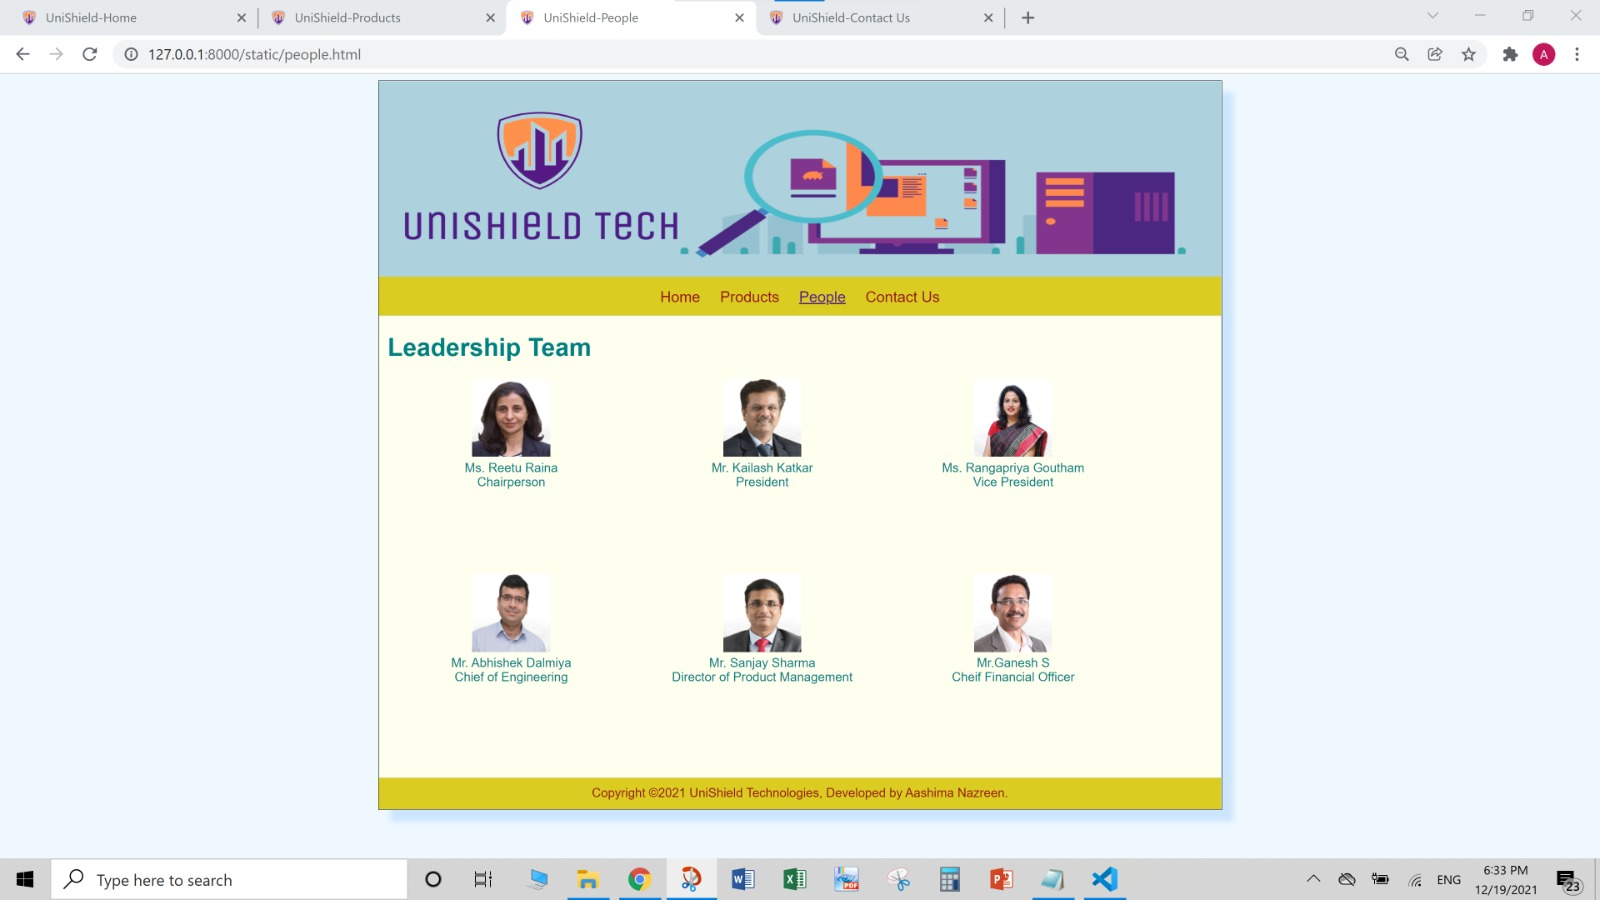 UniShield-Home
UniShield-Products
UniShield-People
UniShield-Contact Us
127.0.0.1:8000/static/people.html
A
UNISHIELD TECH
Home Products People Contact Us
Leadership Team
Ms. Reetu Raina
Chairperson
Mr. Kailash Katkar
President
Ms. Rangapriya Goutham
Vice President
Mr. Abhishek Dalmiya
Chief of Engineering
Mr. Sanjay Sharma
Director of Product Management
Mr.Ganesh S
Cheif Financial Officer
Copyright ©2021 UniShield Technologies, Developed by Aashima Nazreen.
Type here to search
ENG
6:33 PM
12/19/2021
23